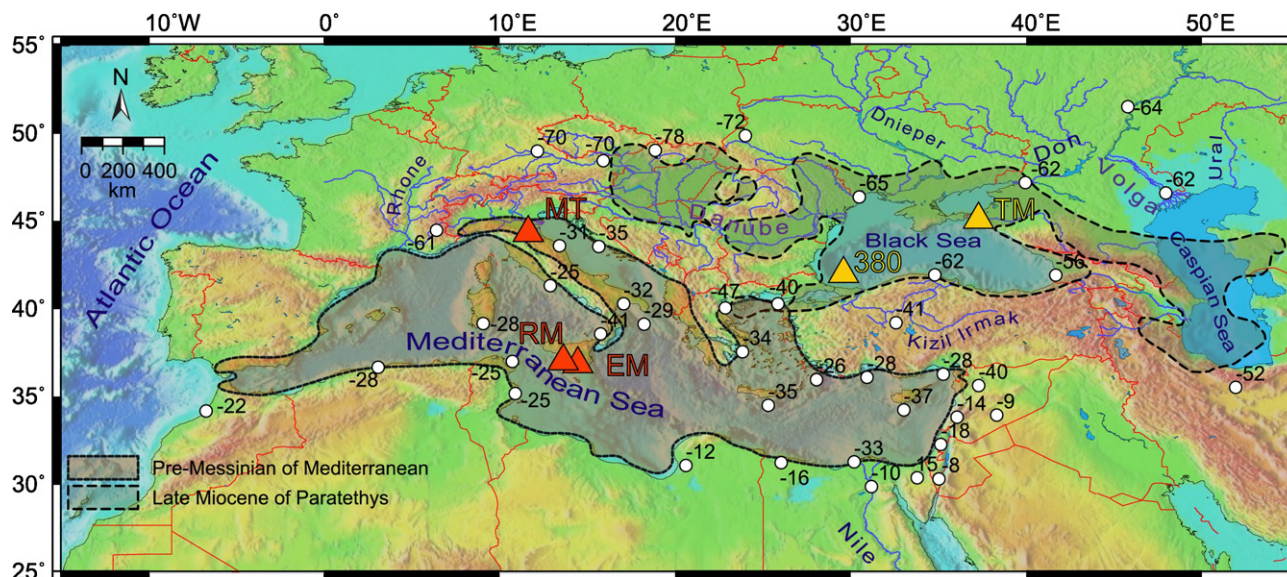 10˚W 0˚ 10˚E 20˚E 30˚E 40˚E 50˚E
55˚
N
-64
-72
Dnieper
50˚
-70 -70 -78
Don
Ural
0 200 400
km
Rhone
Volga
-62 -62
-65
Danube
MT
TM
45˚
-61
-31 -35
Black Sea
380
-62 -56
Caspian Sea
Atlantic Ocean
-25
-32
-47 -40
-41
Kizil Irmak
40˚
-28
-41
-29
RM
EM
Mediterranean Sea
-34
-28
-25
-26 -28 -28
-40
-52
-25
-35
-37
-14 -9
35˚
-22
-18
-33
-12
-16
-15 -8
-10
Pre-Messinian of Mediterranean
Late Miocene of Paratethys
30˚
Nile
25˚